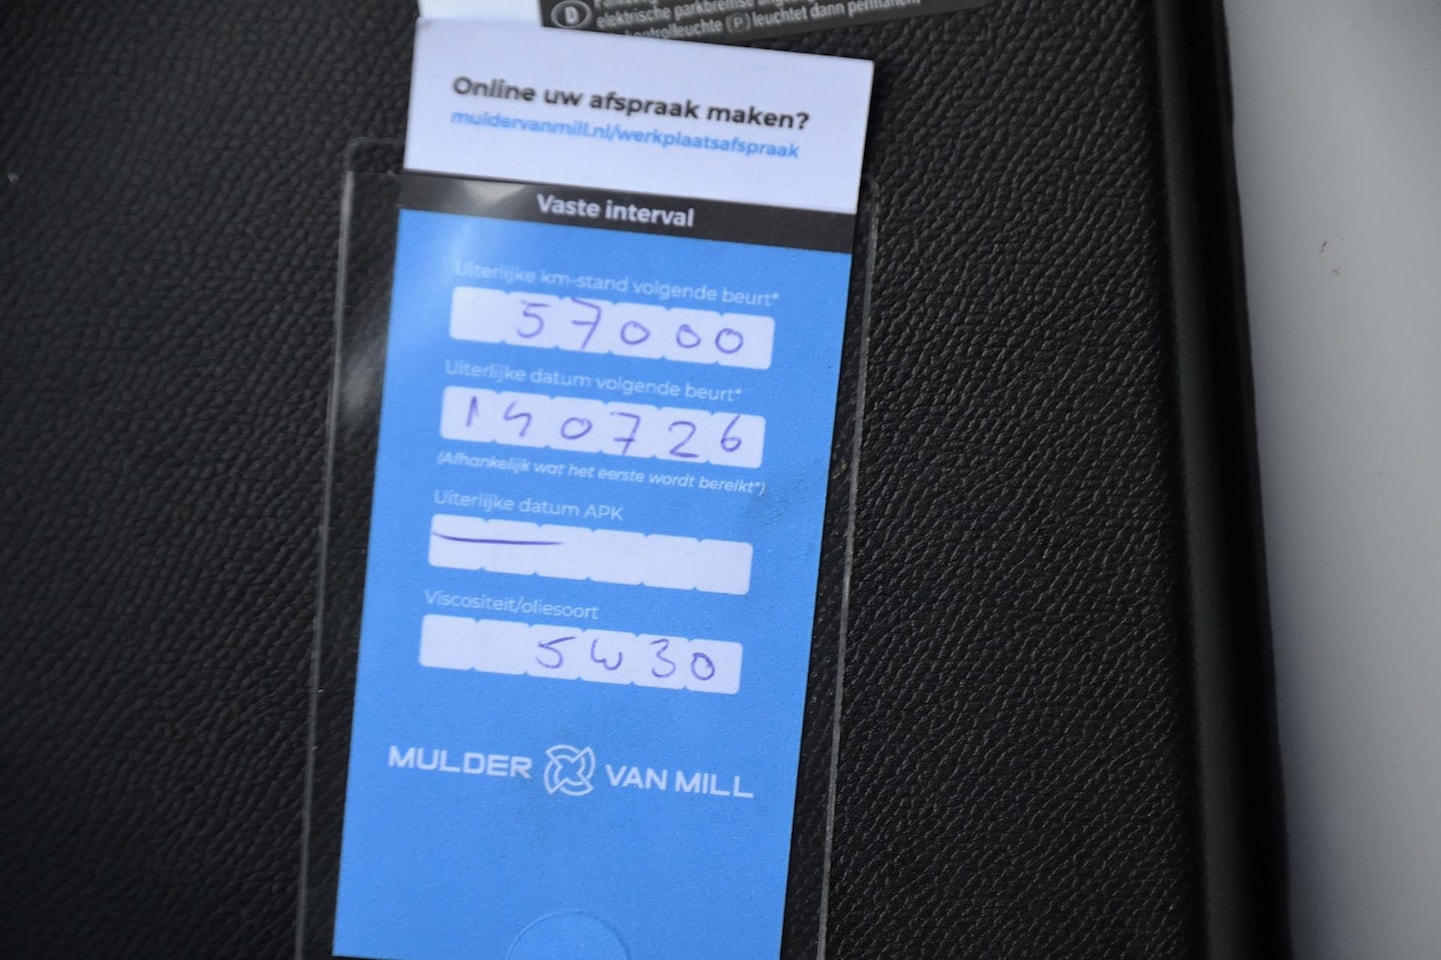 elektrische parkbremse
leuchtet dann permanent
Online uw afspraak maken?
muldervanmill.nl/werkplaatsafspraak
Vaste interval
Uiterlijke km-stand volgende beurt*
57000
Uiterlijke datum volgende beurt*
140726
(Afhankelijk wat het eerste wordt bereikt*)
Uiterlijke datum APK
Viscositeit/oliesoort
5W30
MULDER VAN MILL